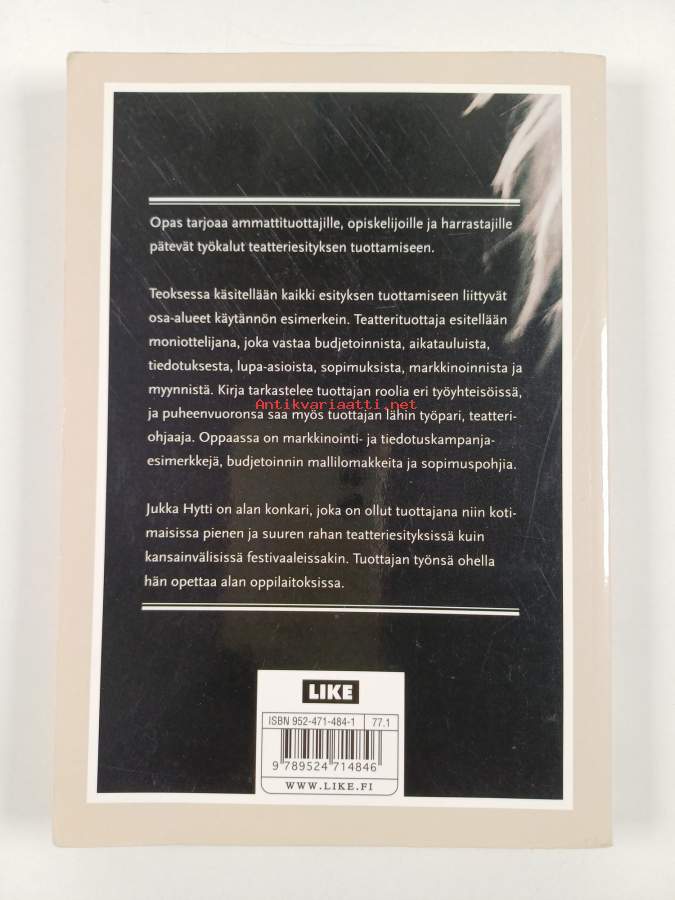 Opas tarjoaa ammattituottajille, opiskelijoille ja harrastajille
pätevät työkalut teatteriesityksen tuottamiseen.
Teoksessa käsitellään kaikki esityksen tuottamiseen liittyvät
osa-alueet käytännön esimerkein. Teatterituottaja esitellään
moniottelijana, joka vastaa budjetoinnista, aikatauluista,
tiedotuksesta, lupa-asioista, sopimuksista, markkinoinnista ja
myynnistä. Kirja tarkastelee tuottajan roolia eri työyhteisöissä,
Antikvariaatti.net
ja puheenvuoronsa saa myös tuottajan lähin työpari, teatteri-
ohjaaja. Oppaassa on markkinointi- ja tiedotuskampanja-
esimerkkejä, budjetoinnin mallilomakkeita ja sopimuspohjia.
Jukka Hytti on alan konkari, joka on ollut tuottajana niin koti-
maisissa pienen ja suuren rahan teatteriesityksissä kuin
kansainvälisissä festivaaleissakin. Tuottajan työnsä ohella
hän opettaa alan oppilaitoksissa.
LIKE
ISBN 952-471-484-1 77.1
9 789524 714846
WWW.LIKE.FI